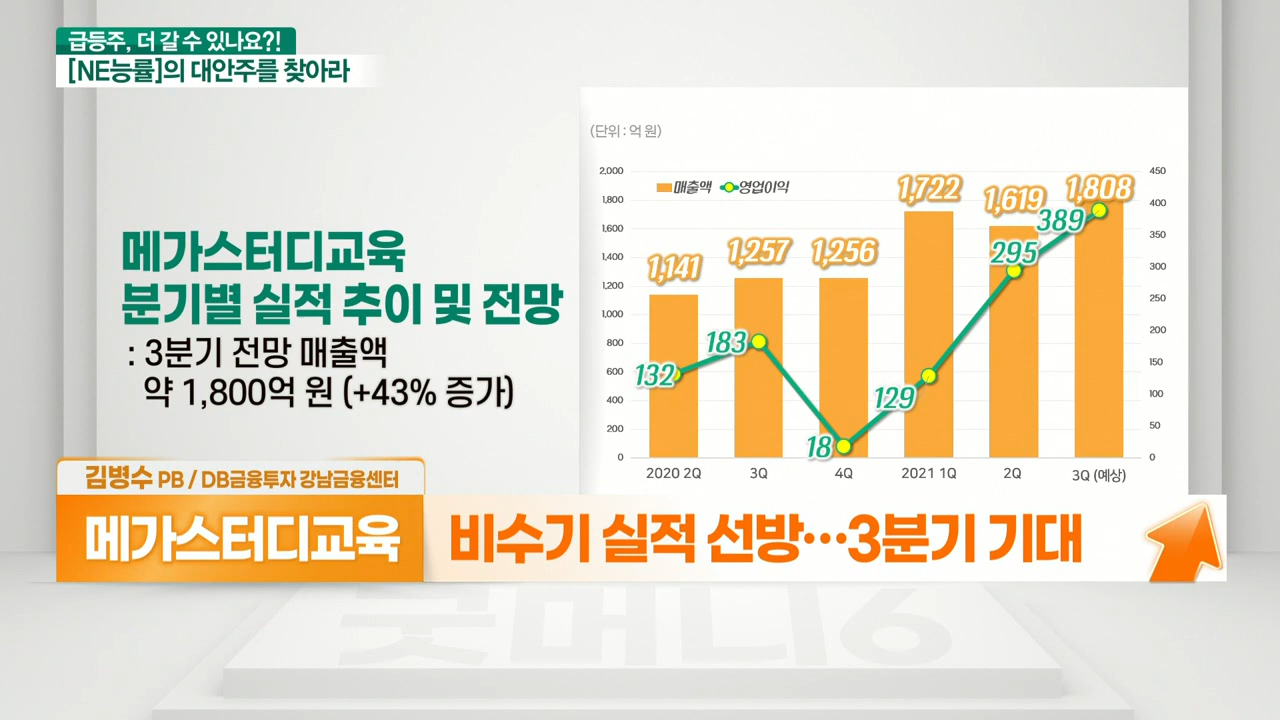 급등주, 더 갈 수 있나요?!
[NE능률]의 대안주를 찾아라
메가스터디교육
분기별 실적 추이 및 전망
: 3분기 전망 매출액
약 1,800억 원 (+43% 증가)
(단위 : 억 원)
매출액 영업이익
2,000
1,800
1,600
1,400
1,200
1,000
800
600
400
200
0
450
400
350
300
250
200
150
100
50
0
1,141
1,257
1,256
1,722
1,619
1,808
132
183
18
129
295
389
2020 2Q 3Q 4Q 2021 1Q 2Q 3Q (예상)
김병수 PB / DB금융투자 강남금융센터
메가스터디교육
비수기 실적 선방…3분기 기대
굿머니6